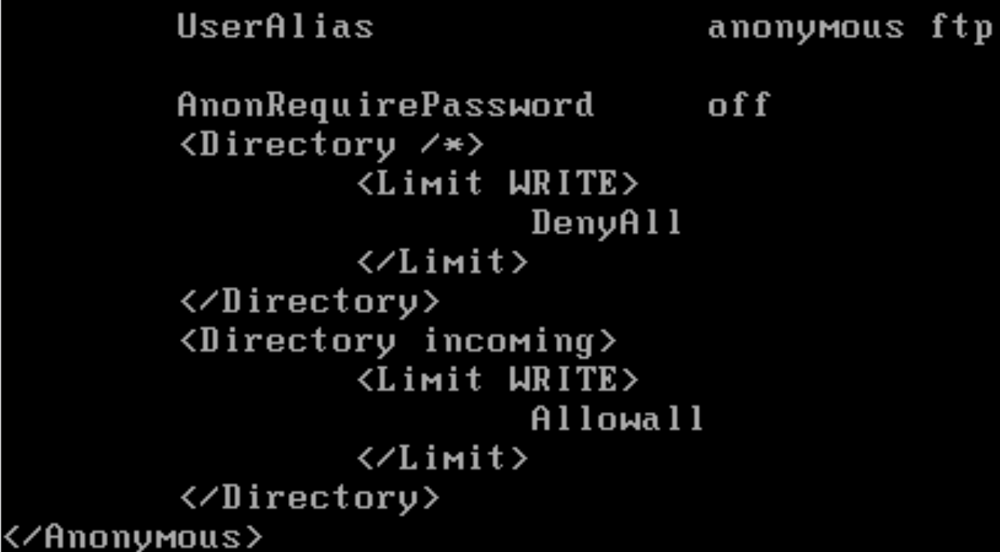 UserAlias anonymous ftp
AnonRequirePassword off
<Directory /*>
<Limit WRITE>
DenyAll
</Limit>
</Directory>
<Directory incoming>
<Limit WRITE>
Allowall
</Limit>
</Directory>
</Anonymous>